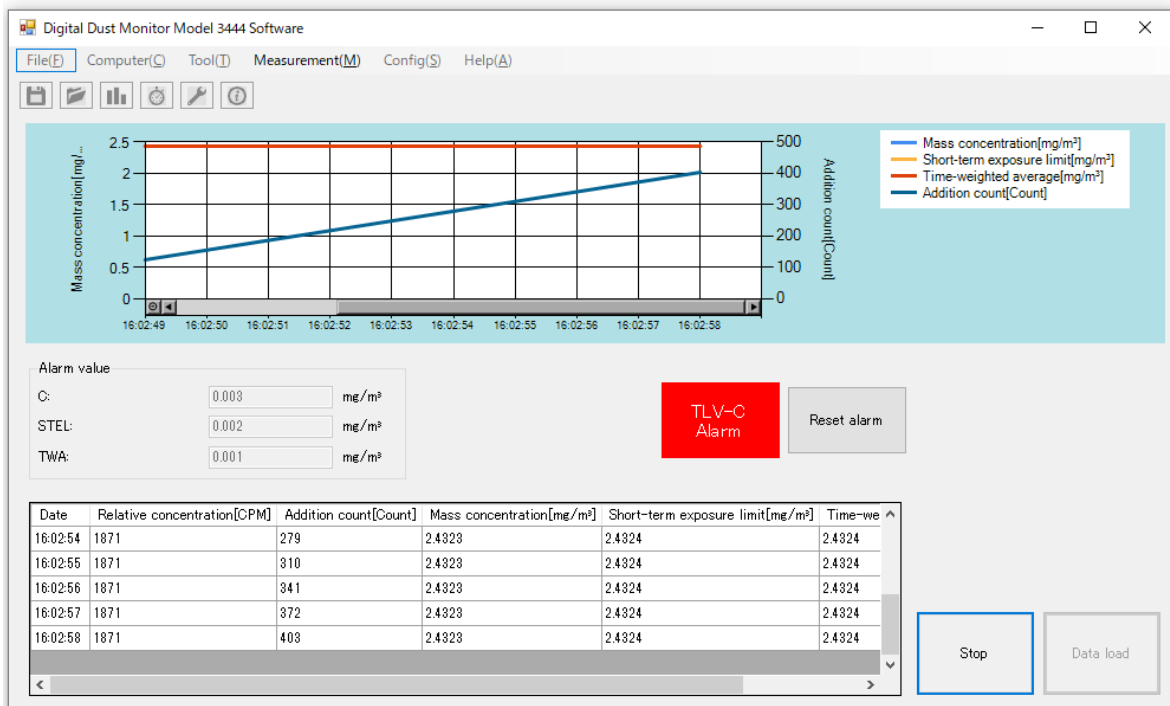 Digital Dust Monitor Model 3444 Software
File(F) Computer(C) Tool(T) Measurement(M) Config(S) Help(A)
Mass concentration[mg/...
2.5
2
1.5
1
0.5
0
500
400
300
200
100
0
Addition count[Count]
16:02:49 16:02:50 16:02:51 16:02:52 16:02:53 16:02:54 16:02:55 16:02:56 16:02:57 16:02:58
Mass concentration[mg/m³]
Short-term exposure limit[mg/m³]
Time-weighted average[mg/m³]
Addition count[Count]
Alarm value
C: 0.003 mg/m³
STEL: 0.002 mg/m³
TWA: 0.001 mg/m³
TLV-C
Alarm
Reset alarm
Date Relative concentration[CPM] Addition count[Count] Mass concentration[mg/m³] Short-term exposure limit[mg/m³] Time-we
16:02:54 1871 279 2.4323 2.4324 2.4324
16:02:55 1871 310 2.4323 2.4324 2.4324
16:02:56 1871 341 2.4323 2.4324 2.4324
16:02:57 1871 372 2.4323 2.4324 2.4324
16:02:58 1871 403 2.4323 2.4324 2.4324
Stop
Data load